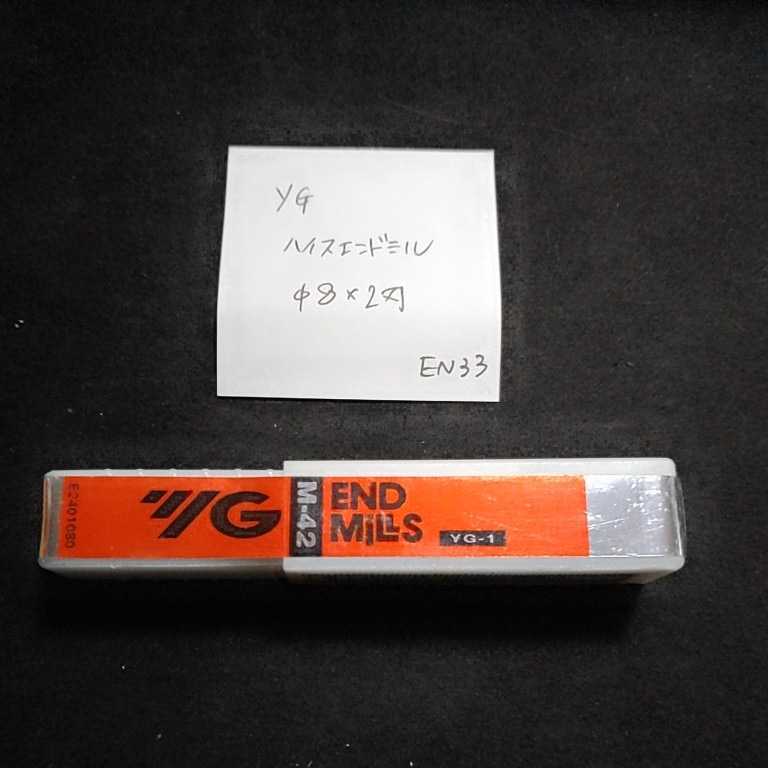 YG
ハイスエンドミル
φ8×2刃
EN33
E2401080
YG
M-42
END
MILLS
YG-1